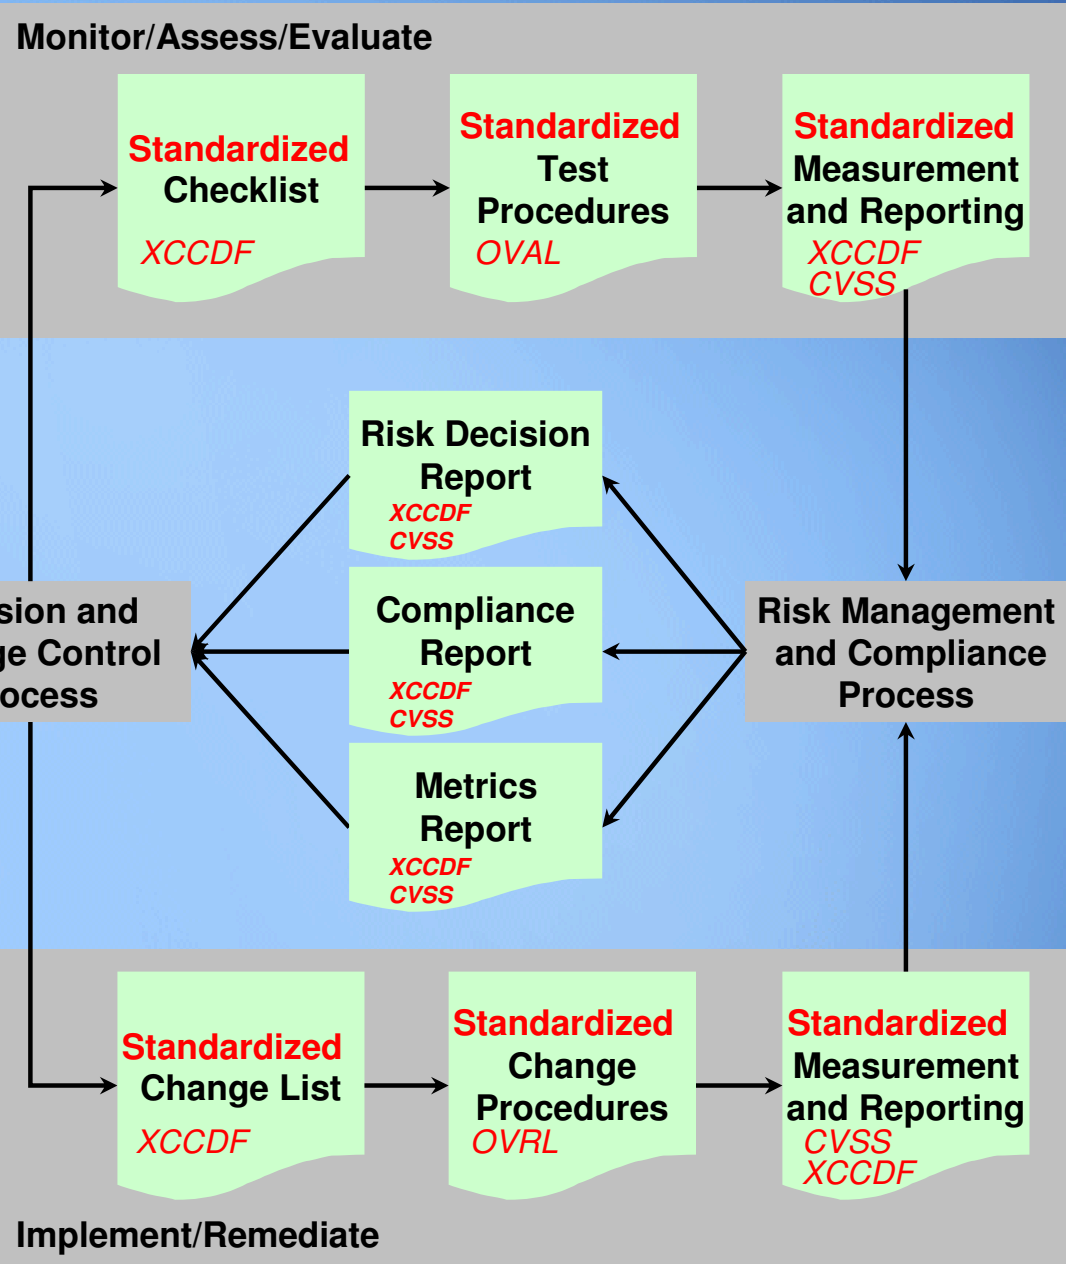 Monitor/Assess/Evaluate
Standardized
Checklist
XCCDF
Standardized
Test
Procedures
OVAL
Standardized
Measurement
and Reporting
XCCDF
CVSS
Risk Decision
Report
XCCDF
CVSS
sion and
ge Control
ocess
Compliance
Report
XCCDF
CVSS
Risk Management
and Compliance
Process
Metrics
Report
XCCDF
CVSS
Standardized
Change List
XCCDF
Standardized
Change
Procedures
OVRL
Standardized
Measurement
and Reporting
CVSS
XCCDF
Implement/Remediate